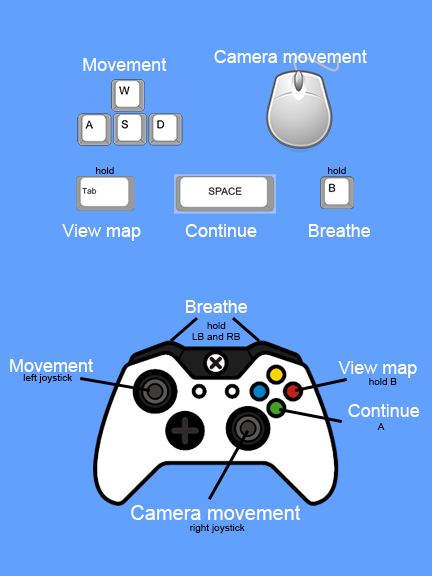 Movement
Camera movement
W
A S D
hold
hold
Tab
SPACE
B
View map
Continue
Breathe
Breathe
hold
LB and RB
Movement
left joystick
View map
hold B
Continue
A
Camera movement
right joystick